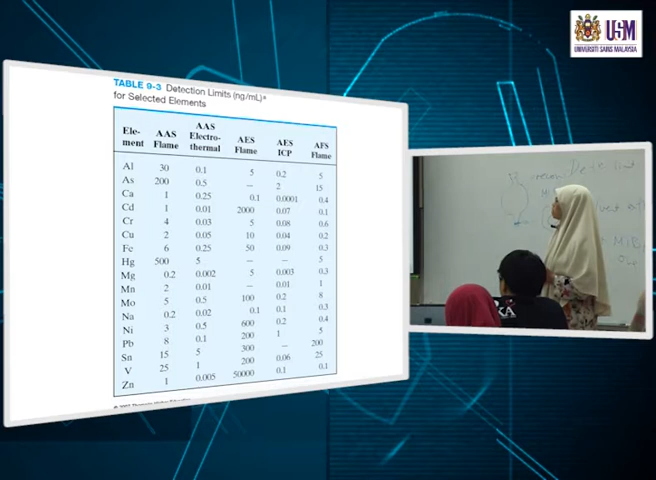 USM
UNIVERSITI SAINS MALAYSIA
TABLE 9-3 Detection Limits (ng/mL)ᵃ
for Selected Elements
Ele-ment AAS Flame AAS Electro-thermal AES Flame AES ICP AFS Flame
Al 30 0.1 5 0.2 5
As 200 0.5 — 2 15
Ca 1 0.25 0.1 0.0001 0.4
Cd 1 0.01 2000 0.07 0.1
Cr 4 0.03 5 0.08 0.6
Cu 2 0.05 10 0.04 0.2
Fe 6 0.25 50 0.09 0.3
Hg 500 5 — — 5
Mg 0.2 0.002 5 0.003 0.3
Mn 2 0.01 — 0.01 1
Mo 5 0.5 100 0.2 8
Na 0.2 0.02 0.1 0.1 0.3
Ni 3 0.5 600 0.2 0.4
Pb 8 0.1 200 1 5
Sn 15 5 300 — 200
V 25 1 200 0.06 25
Zn 1 0.005 50000 0.1 0.1
KA